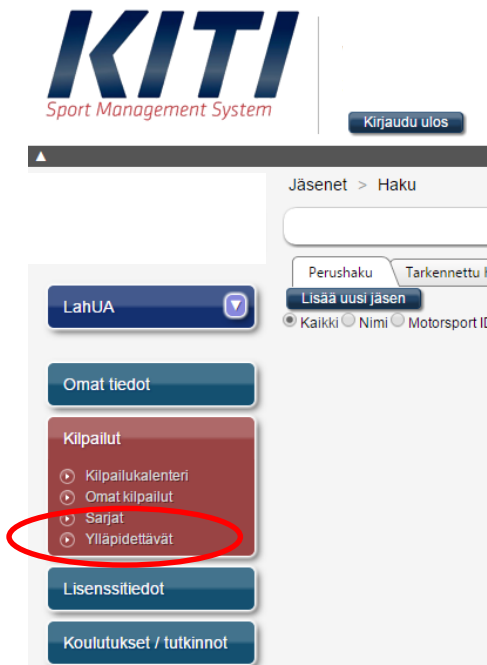 KITI
Sport Management System
Kirjaudu ulos
Jäsenet > Haku
Perushaku Tarkennettu
Lisää uusi jäsen
Kaikki Nimi Motorsport
LahUA
Omat tiedot
Kilpailut
Kilpailukalenteri
Omat kilpailut
Sarjat
Ylläpidettävät
Lisenssitiedot
Koulutukset / tutkinnot